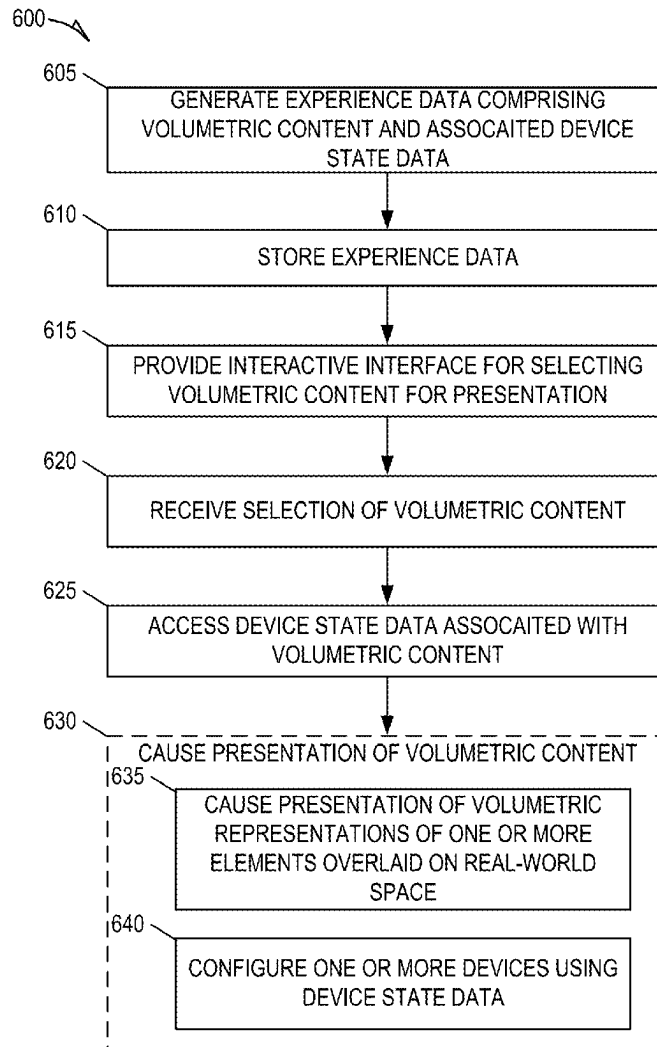 600
605
GENERATE EXPERIENCE DATA COMPRISING
VOLUMETRIC CONTENT AND ASSOCAITED DEVICE
STATE DATA
610
STORE EXPERIENCE DATA
615
PROVIDE INTERACTIVE INTERFACE FOR SELECTING
VOLUMETRIC CONTENT FOR PRESENTATION
620
RECEIVE SELECTION OF VOLUMETRIC CONTENT
625
ACCESS DEVICE STATE DATA ASSOCAITED WITH
VOLUMETRIC CONTENT
630
CAUSE PRESENTATION OF VOLUMETRIC CONTENT
635
CAUSE PRESENTATION OF VOLUMETRIC
REPRESENTATIONS OF ONE OR MORE
ELEMENTS OVERLAID ON REAL-WORLD
SPACE
640
CONFIGURE ONE OR MORE DEVICES USING
DEVICE STATE DATA